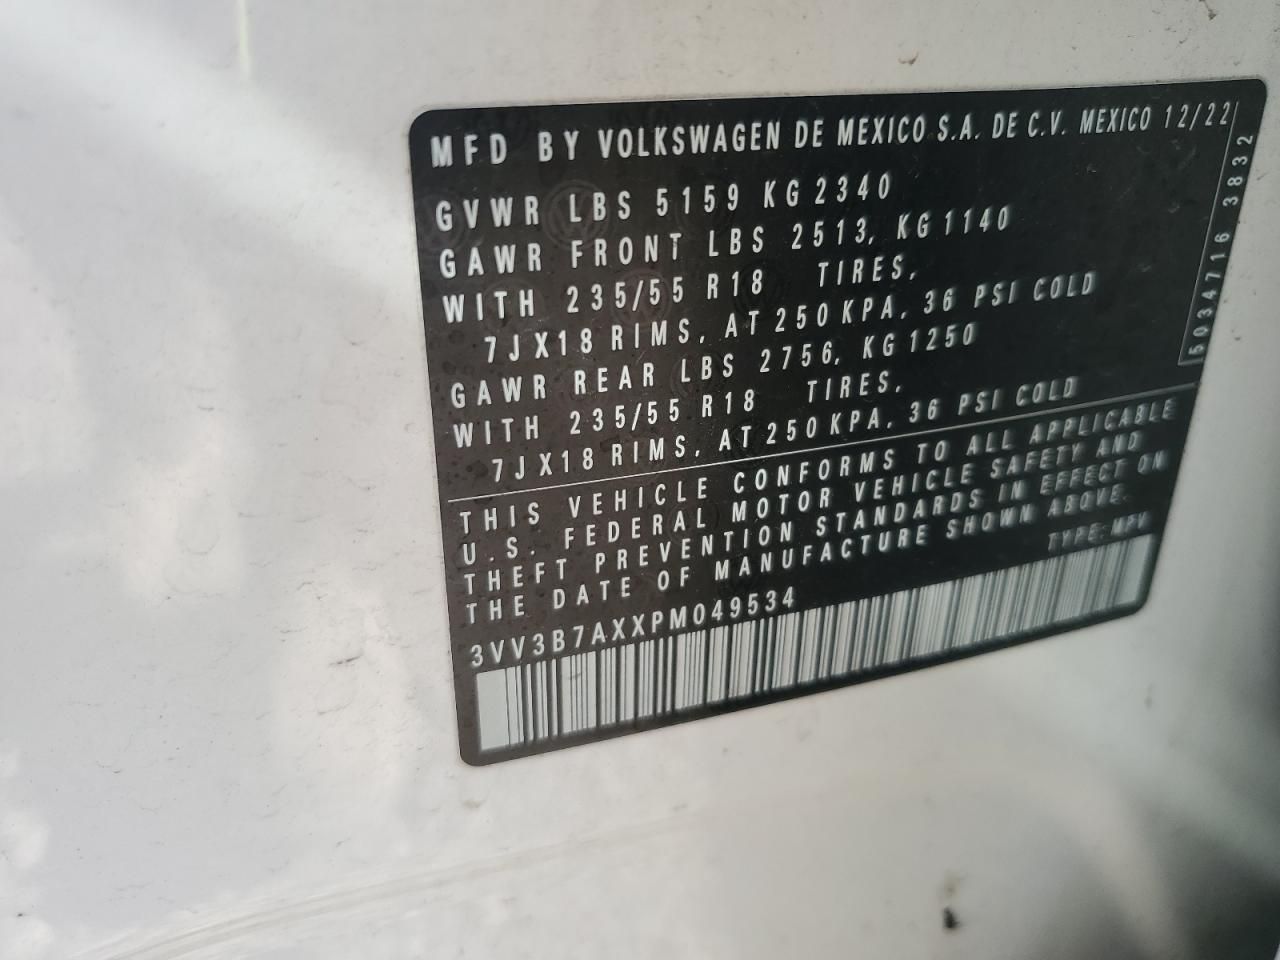 MFD BY VOLKSWAGEN DE MEXICO S.A. DE C.V. MEXICO 12/22
GVWR LBS 5159 KG 2340
GAWR FRONT LBS 2513, KG 1140
WITH 235/55 R18 TIRES,
7JX18 RIMS, AT 250 KPA, 36 PSI COLD
GAWR REAR LBS 2756, KG 1250
WITH 235/55 R18 TIRES,
7JX18 RIMS, AT 250 KPA, 36 PSI COLD
50347 16 3832
THIS VEHICLE CONFORMS TO ALL APPLICABLE
U.S. FEDERAL MOTOR VEHICLE SAFETY AND
THEFT PREVENTION STANDARDS IN EFFECT ON
THE DATE OF MANUFACTURE SHOWN ABOVE.
TYPE: MPV
3VV3B7AXXPM049534